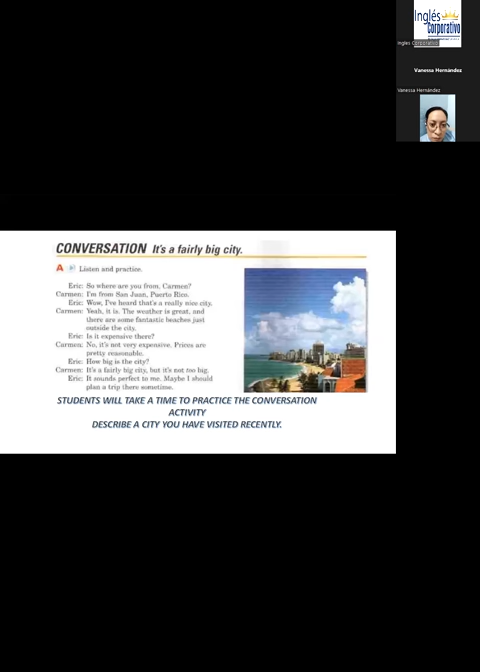 Inglés
Corporativo
Ingles Corporativo
Vanessa Hernández
Vanessa Hernández
CONVERSATION It's a fairly big city.
A Listen and practice.
Eric: So where are you from, Carmen?
Carmen: I'm from San Juan, Puerto Rico.
Eric: Wow, I've heard that's a really nice city.
Carmen: Yeah, it is. The weather is great, and
there are some fantastic beaches just
outside the city.
Eric: Is it expensive there?
Carmen: No, it's not very expensive. Prices are
pretty reasonable.
Eric: How big is the city?
Carmen: It's a fairly big city, but it's not too big.
Eric: It sounds perfect to me. Maybe I should
plan a trip there sometime.
STUDENTS WILL TAKE A TIME TO PRACTICE THE CONVERSATION
ACTIVITY
DESCRIBE A CITY YOU HAVE VISITED RECENTLY.